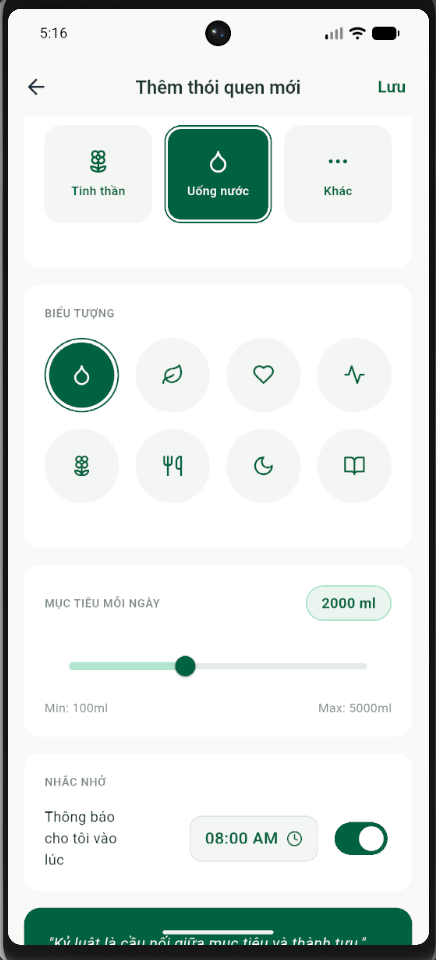 5:16
Thêm thói quen mới
Lưu
Tinh thần
Uống nước
Khác
BIỂU TƯỢNG
MỤC TIÊU MỖI NGÀY
2000 ml
Min: 100ml
Max: 5000ml
NHẮC NHỞ
Thông báo
cho tôi vào
lúc
08:00 AM
"Kỷ luật là cầu nối giữa mục tiêu và thành tựu."